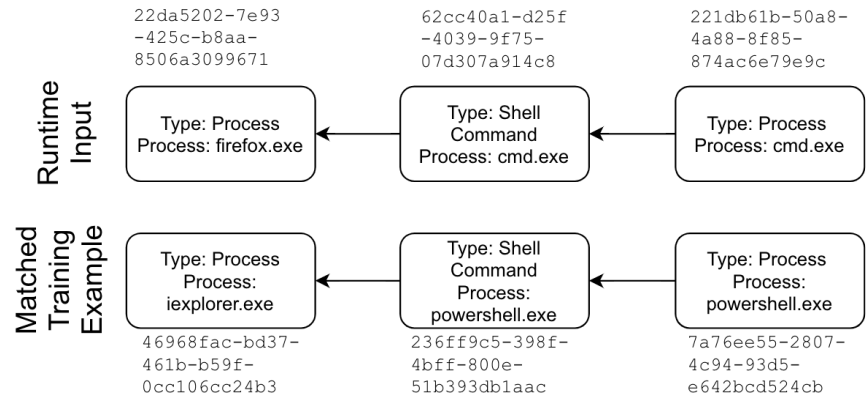 22da5202-7e93
-425c-b8aa-
8506a3099671
62cc40a1-d25f
-4039-9f75-
07d307a914c8
221db61b-50a8-
4a88-8f85-
874ac6e79e9c
Runtime
Input
Type: Process
Process: firefox.exe
Type: Shell
Command
Process: cmd.exe
Type: Process
Process: cmd.exe
Matched
Training
Example
Type: Process
Process:
iexplorer.exe
Type: Shell
Command
Process:
powershell.exe
Type: Process
Process:
powershell.exe
46968fac-bd37-
461b-b59f-
0cc106cc24b3
236ff9c5-398f-
4bff-800e-
51b393db1aac
7a76ee55-2807-
4c94-93d5-
e642bcd524cb